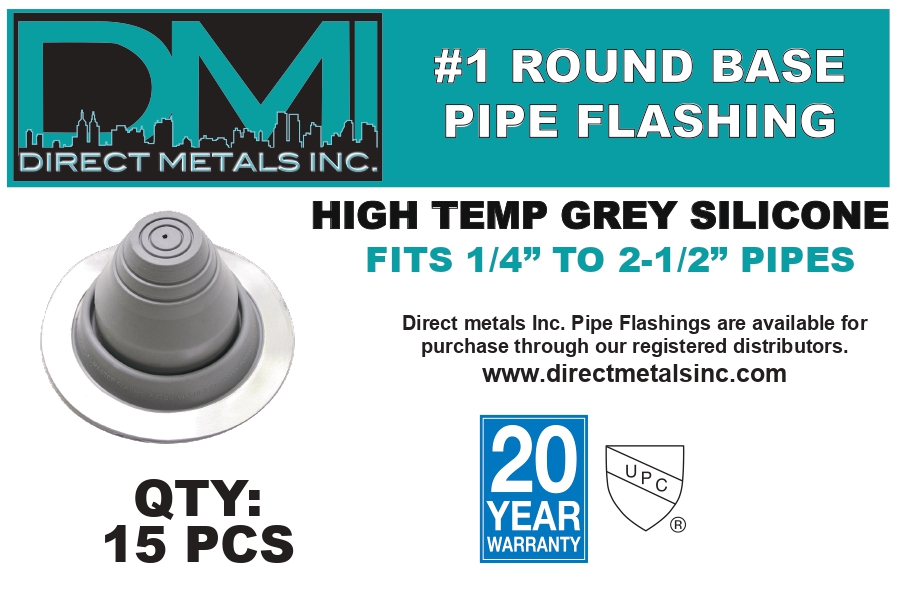 DMI
DIRECT METALS INC.
#1 ROUND BASE
PIPE FLASHING
HIGH TEMP GREY SILICONE
FITS 1/4” TO 2-1/2” PIPES
Direct metals Inc. Pipe Flashings are available for
purchase through our registered distributors.
www.directmetalsinc.com
QTY:
15 PCS
20
YEAR
WARRANTY
UPC
®